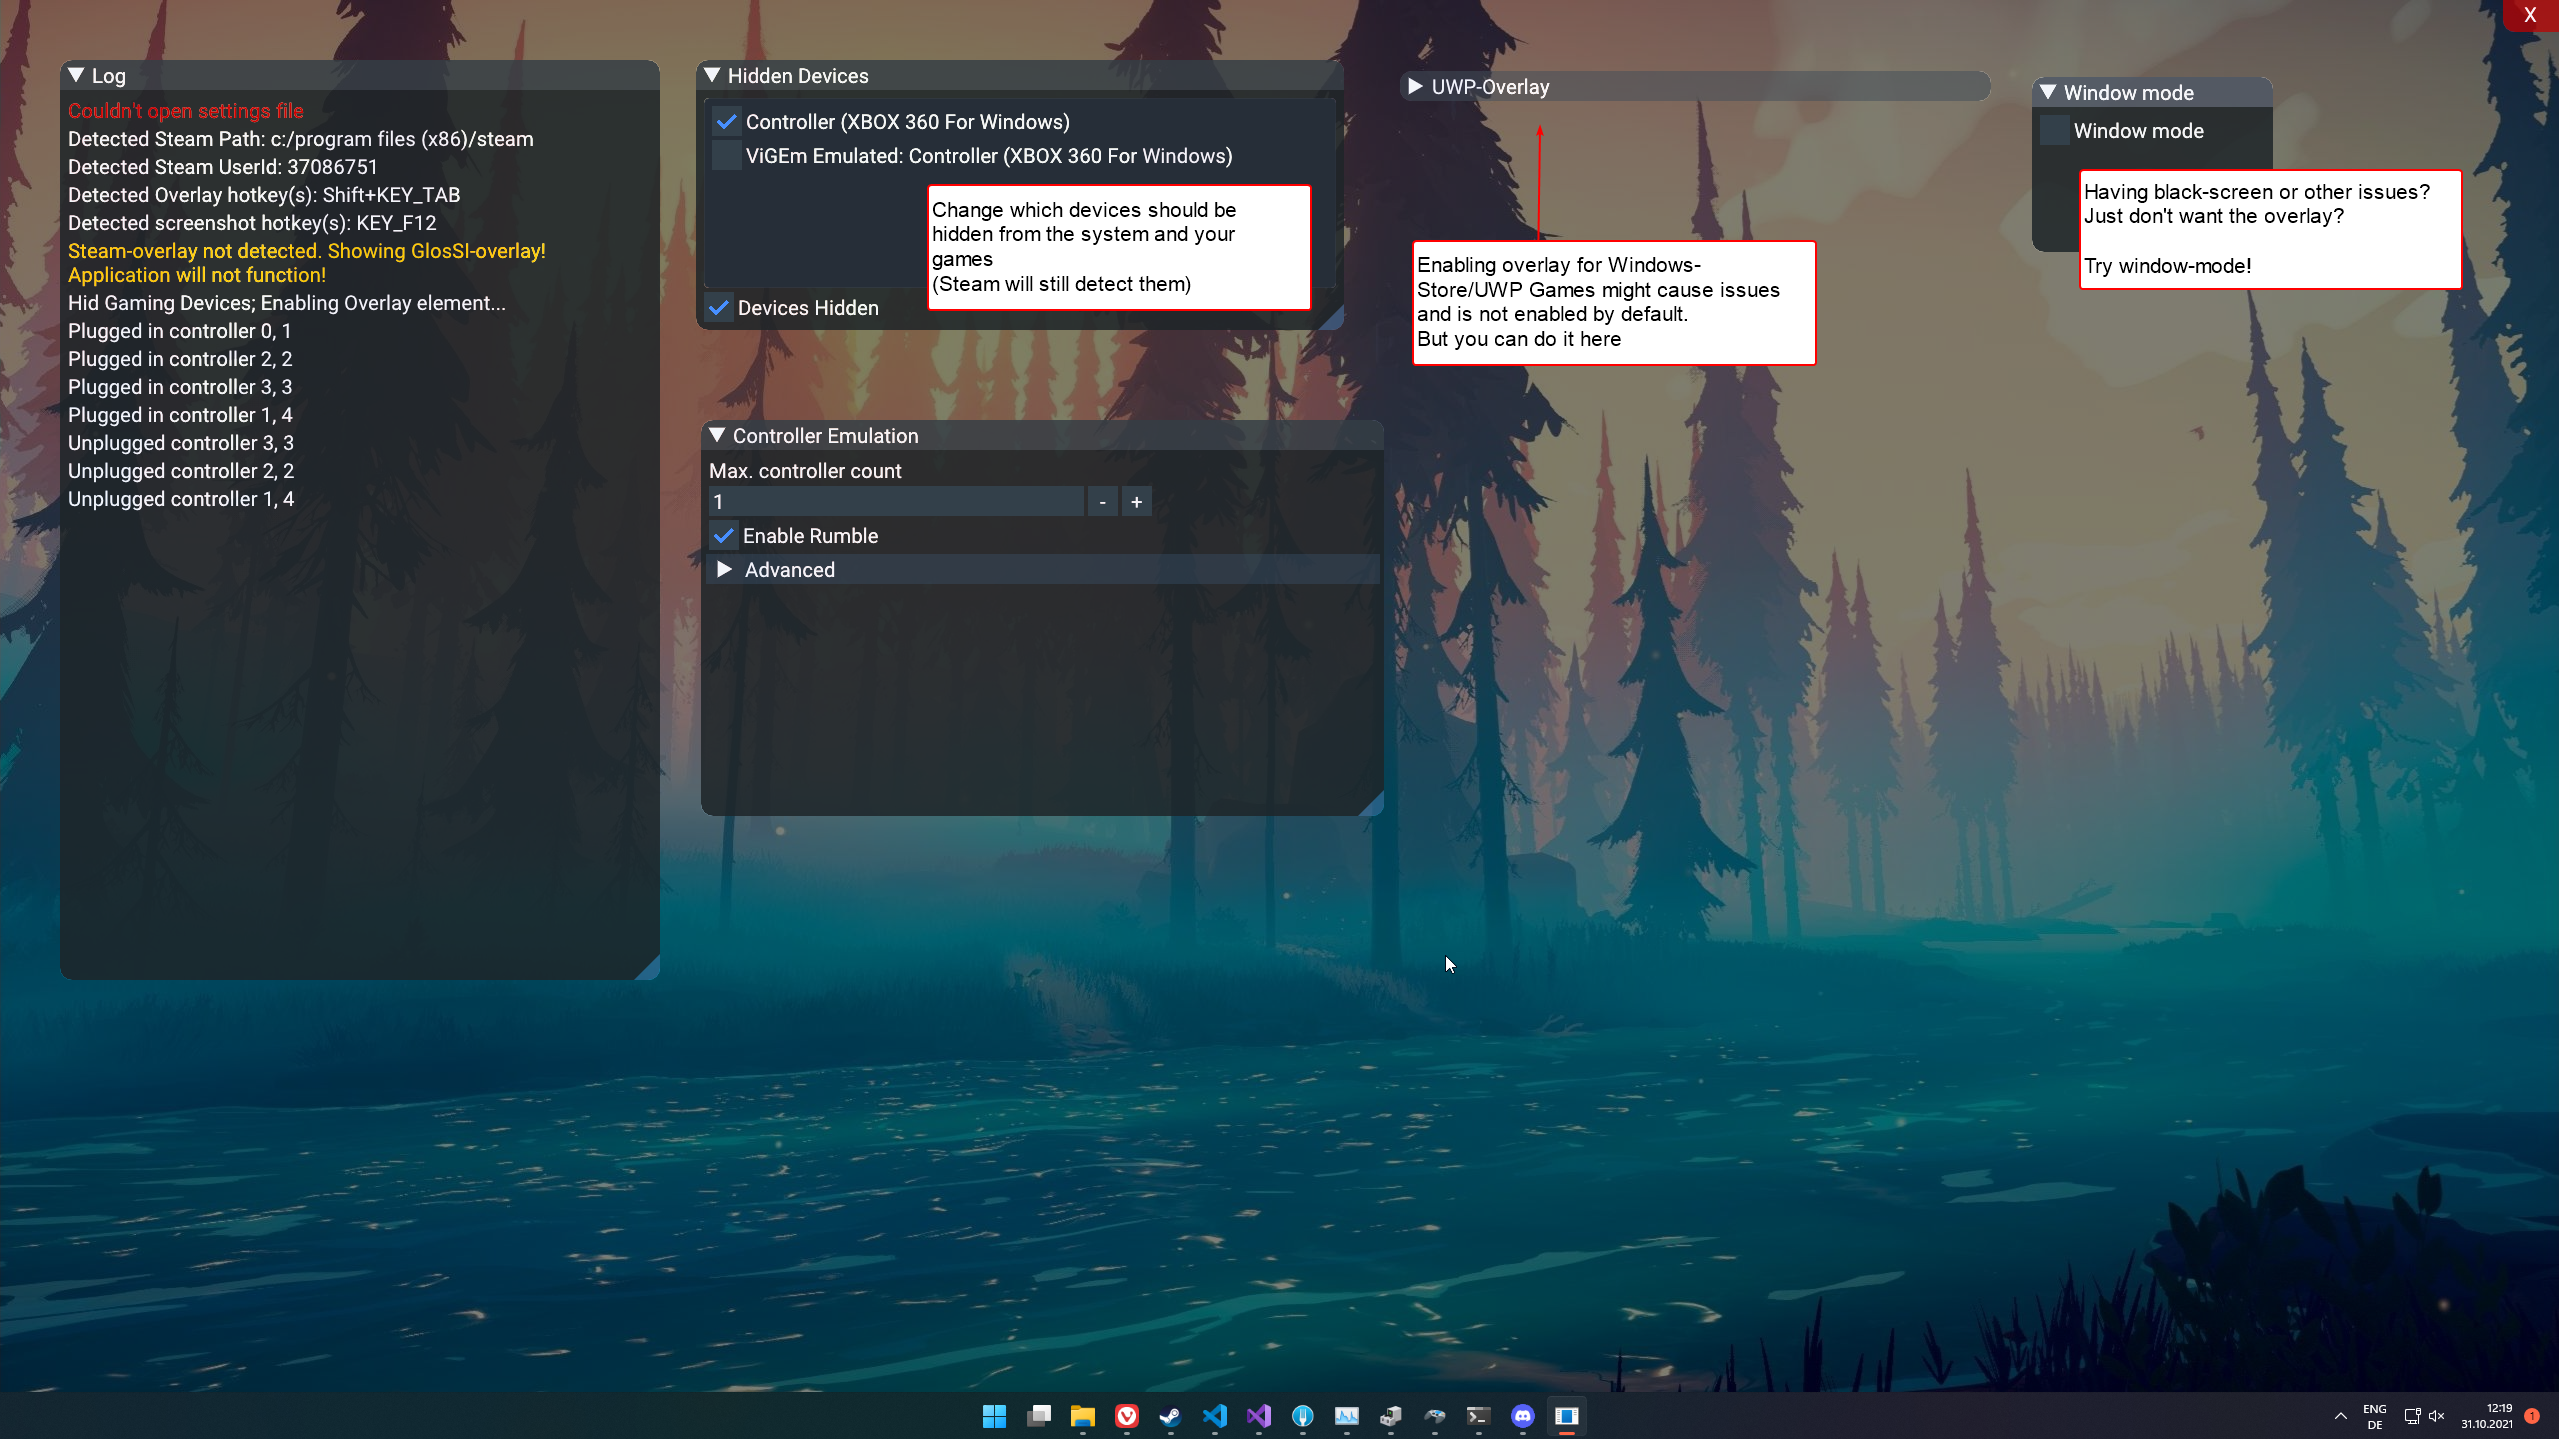 X
Log
Couldn't open settings file
Detected Steam Path: c:/program files (x86)/steam
Detected Steam UserId: 37086751
Detected Overlay hotkey(s): Shift+KEY_TAB
Detected screenshot hotkey(s): KEY_F12
Steam-overlay not detected. Showing GlosSI-overlay!
Application will not function!
Hid Gaming Devices; Enabling Overlay element...
Plugged in controller 0, 1
Plugged in controller 2, 2
Plugged in controller 3, 3
Plugged in controller 1, 4
Unplugged controller 3, 3
Unplugged controller 2, 2
Unplugged controller 1, 4
Hidden Devices
Controller (XBOX 360 For Windows)
ViGEm Emulated: Controller (XBOX 360 For Windows)
Change which devices should be
hidden from the system and your
games
(Steam will still detect them)
Devices Hidden
Controller Emulation
Max. controller count
1 - +
Enable Rumble
Advanced
UWP-Overlay
Enabling overlay for Windows-
Store/UWP Games might cause issues
and is not enabled by default.
But you can do it here
Window mode
Window mode
Having black-screen or other issues?
Just don't want the overlay?
Try window-mode!
ENG
DE
12:19
31.10.2021
1